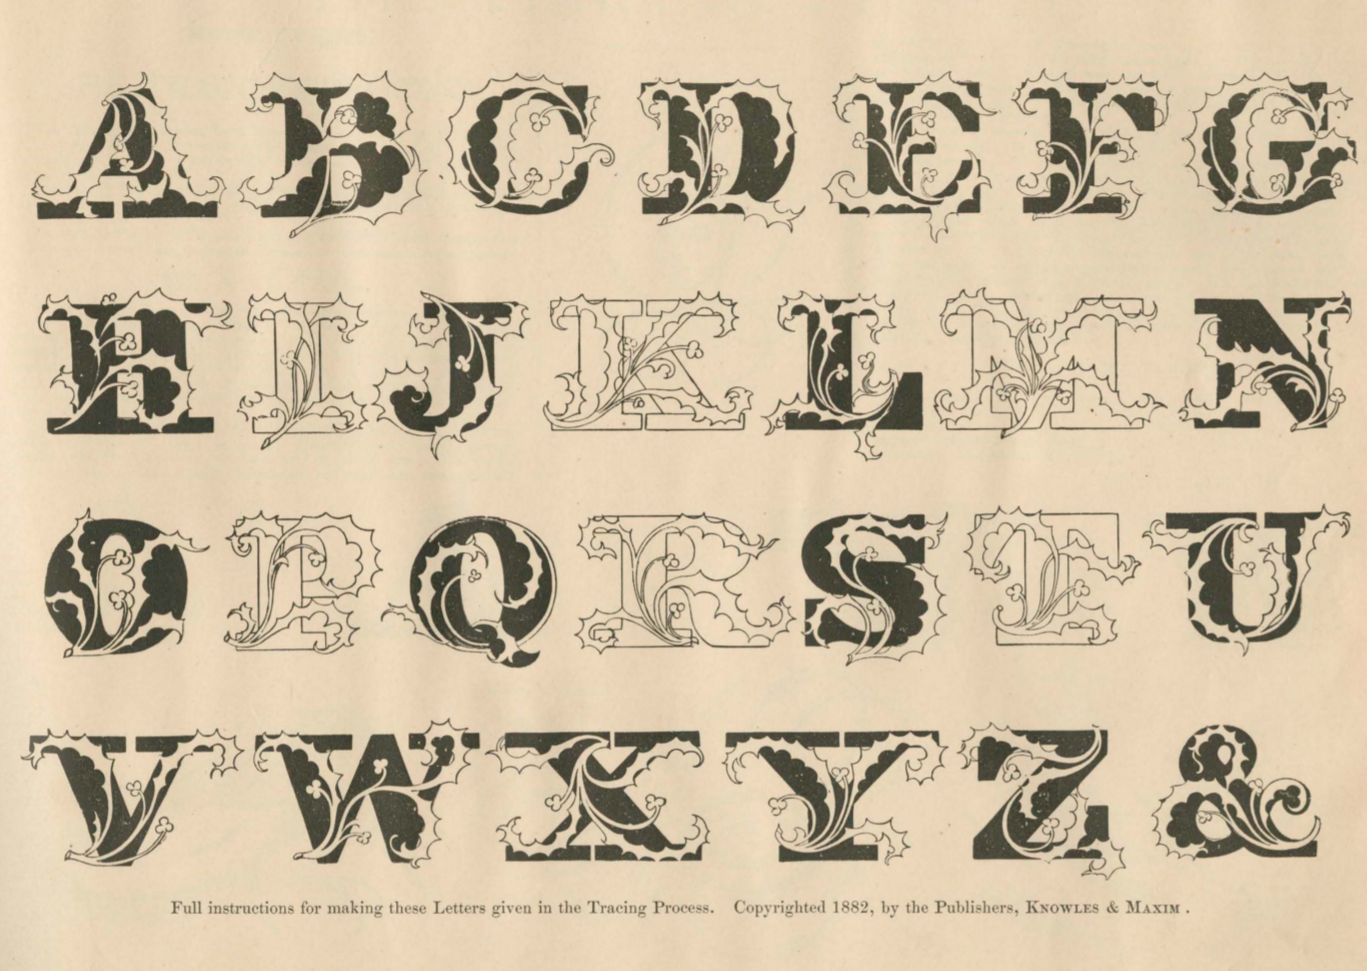 A B C D E F G
H I J K L M N
O P Q R S T U
V W X Y Z &
Full instructions for making these Letters given in the Tracing Process. Copyrighted 1882, by the Publishers, KNOWLES & MAXIM .